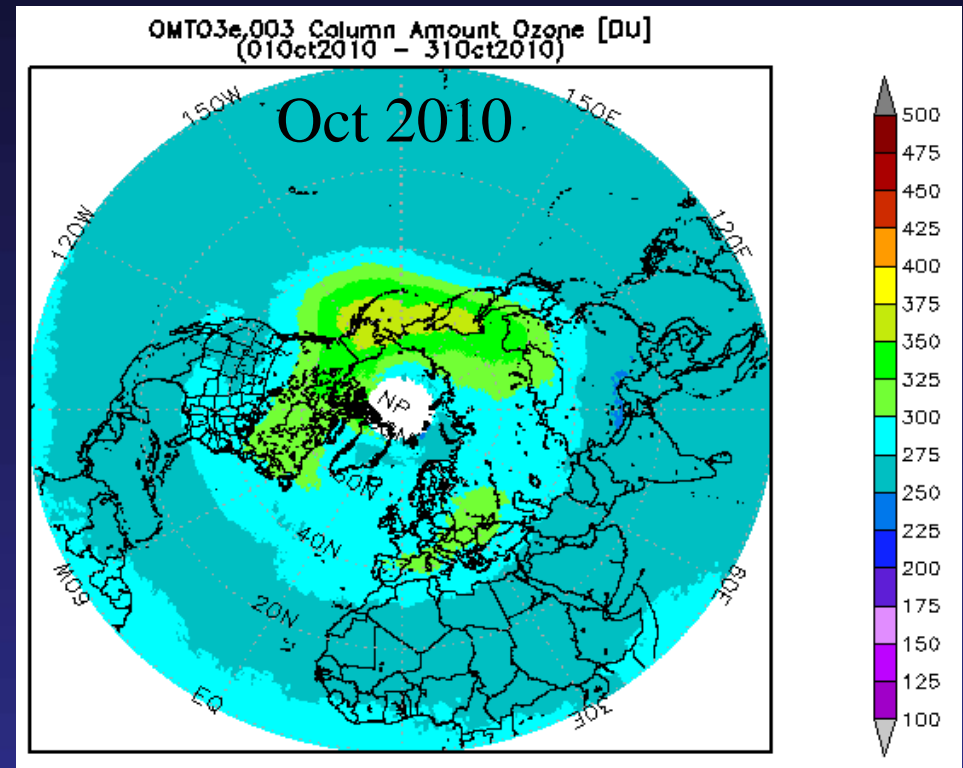 OMTO3e.003 Column Amount Ozone [DU]
(01Oct2010 – 31Oct2010)
Oct 2010
150W
150E
120W
120E
NP
60N
40N
20N
EQ
60W
60E
30E
500
475
450
425
400
375
350
325
300
275
250
225
200
175
150
125
100